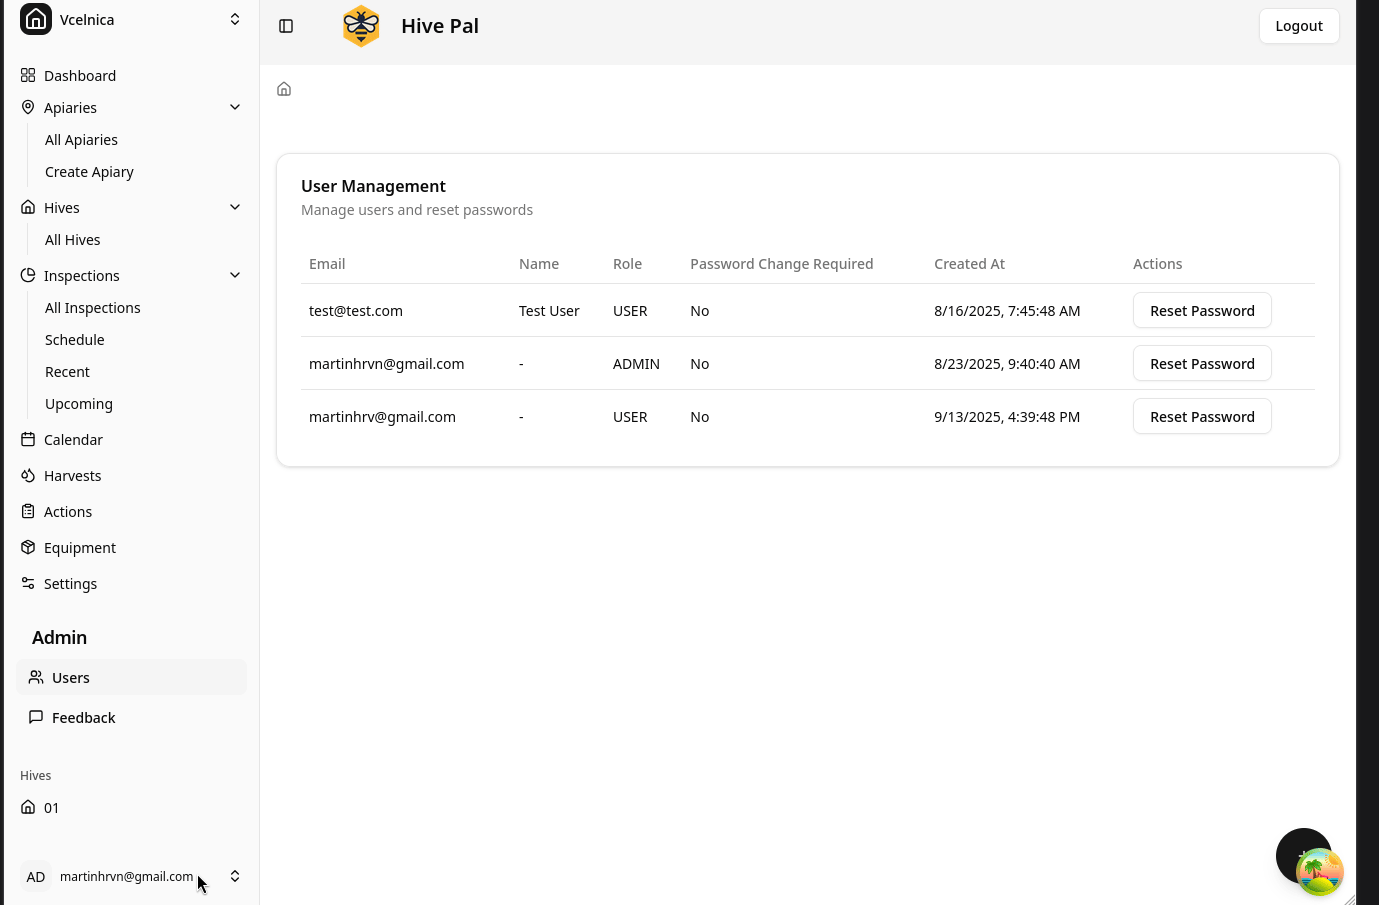 Vcelnica
Hive Pal
Logout
Dashboard
Apiaries
All Apiaries
Create Apiary
Hives
All Hives
Inspections
All Inspections
Schedule
Recent
Upcoming
Calendar
Harvests
Actions
Equipment
Settings
Admin
Users
Feedback
Hives
01
AD martinhrvn@gmail.com
User Management
Manage users and reset passwords
Email Name Role Password Change Required Created At Actions
test@test.com Test User USER No 8/16/2025, 7:45:48 AM Reset Password
martinhrvn@gmail.com - ADMIN No 8/23/2025, 9:40:40 AM Reset Password
martinhrv@gmail.com - USER No 9/13/2025, 4:39:48 PM Reset Password